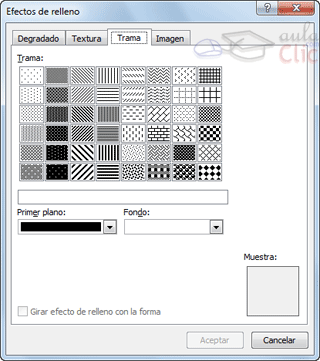 Efectos de relleno
Degradado Textura Trama Imagen
aula
Clic
Trama:
Primer plano: Fondo:
Muestra:
Girar efecto de relleno con la forma
Aceptar Cancelar